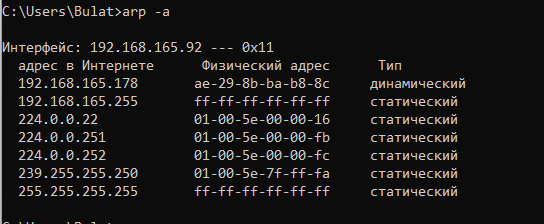 C:\Users\Bulat>arp -a
Интерфейс: 192.168.165.92 --- 0x11
адрес в Интернете Физический адрес Тип
192.168.165.178 ae-29-8b-ba-b8-8c динамический
192.168.165.255 ff-ff-ff-ff-ff-ff статический
224.0.0.22 01-00-5e-00-00-16 статический
224.0.0.251 01-00-5e-00-00-fb статический
224.0.0.252 01-00-5e-00-00-fc статический
239.255.255.250 01-00-5e-7f-ff-fa статический
255.255.255.255 ff-ff-ff-ff-ff-ff статический